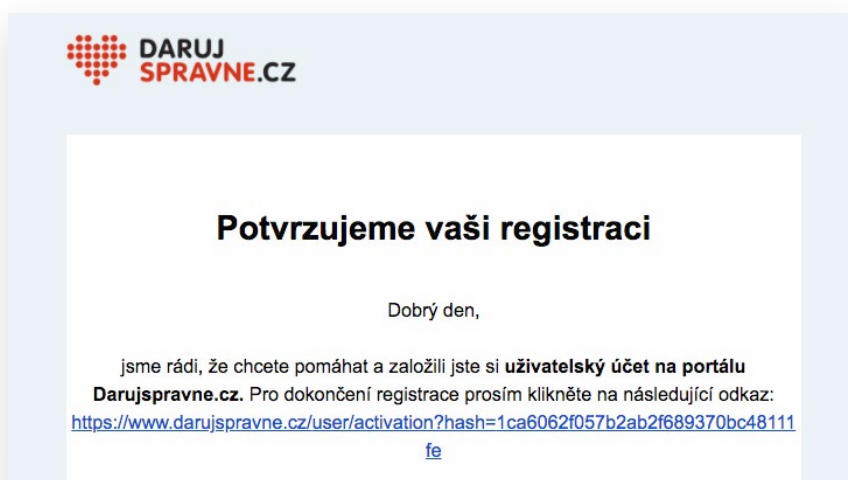 DARUJ
SPRAVNE.CZ
Potvrzujeme vaši registraci
Dobrý den,
jsme rádi, že chcete pomáhat a založili jste si uživatelský účet na portálu
Darujspravne.cz. Pro dokončení registrace prosím klikněte na následující odkaz:
https://www.darujspravne.cz/user/activation?hash=1ca6062f057b2ab2f689370bc48111
fe